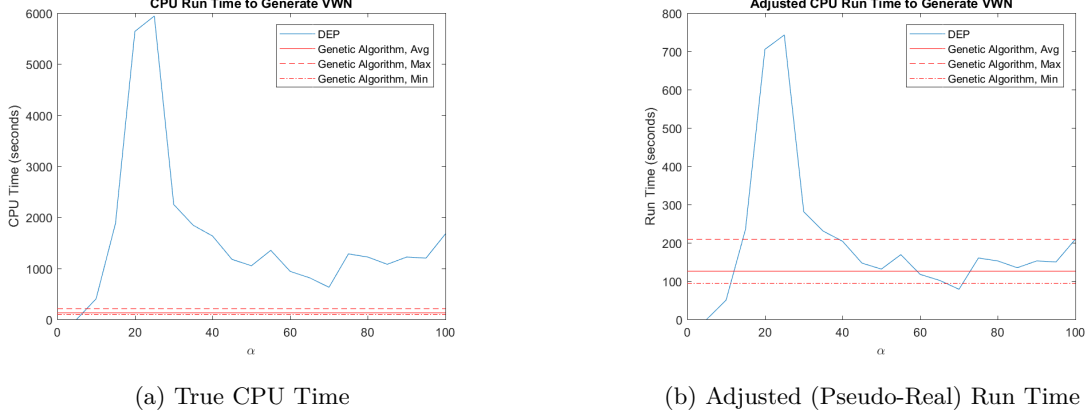 CPU Run Time to Generate VWN
6000
5000
4000
3000
2000
1000
0
CPU Time (seconds)
DEP
Genetic Algorithm, Avg
Genetic Algorithm, Max
Genetic Algorithm, Min
0 20 40 60 80 100
α
(a) True CPU Time
Adjusted CPU Run Time to Generate VWN
800
700
600
500
400
300
200
100
0
Run Time (seconds)
DEP
Genetic Algorithm, Avg
Genetic Algorithm, Max
Genetic Algorithm, Min
0 20 40 60 80 100
α
(b) Adjusted (Pseudo-Real) Run Time